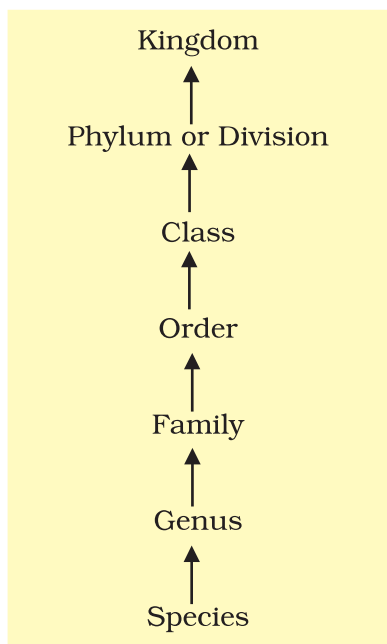 Kingdom
Phylum or Division
Class
Order
Family
Genus
Species